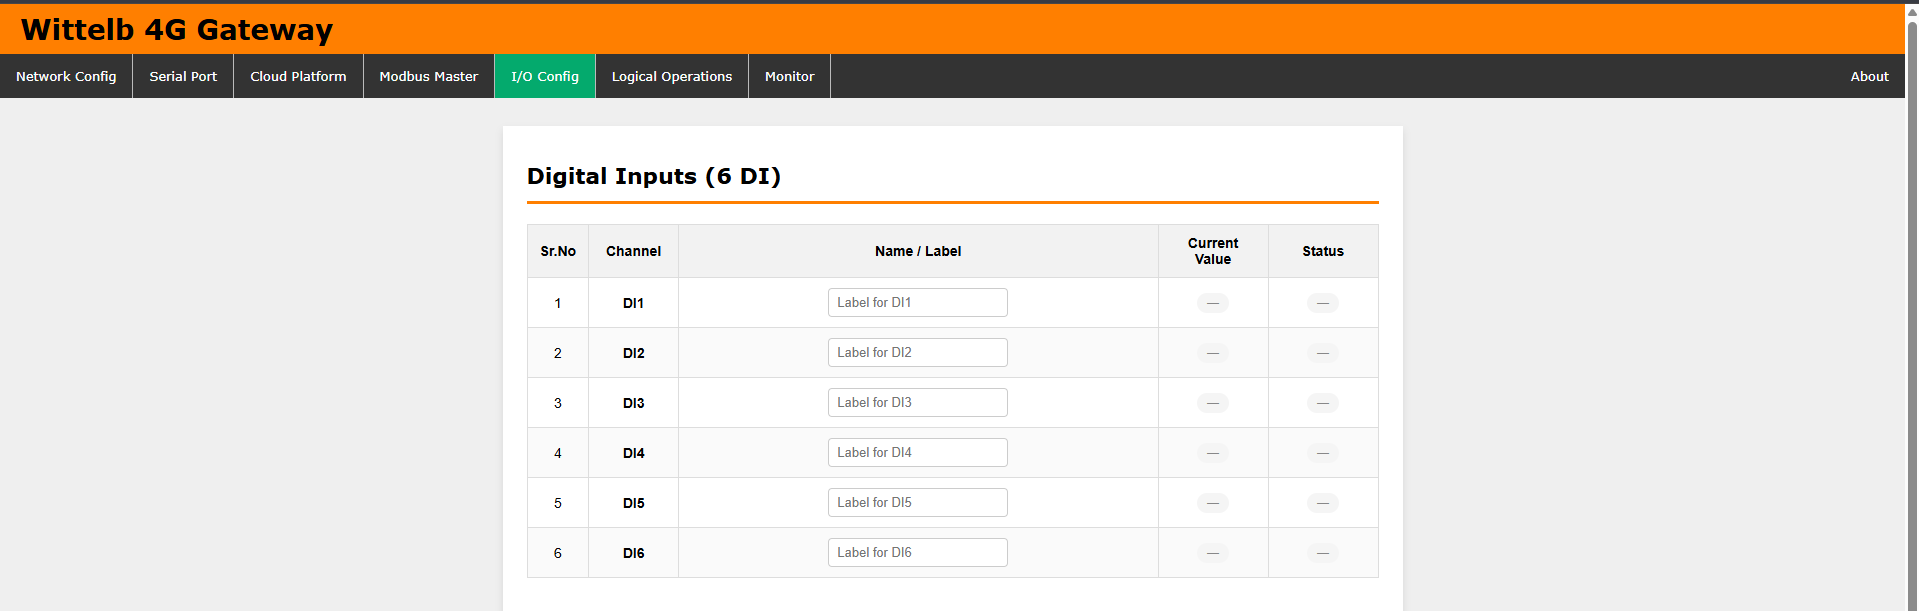 Wittelb 4G Gateway
Network Config Serial Port Cloud Platform Modbus Master I/O Config Logical Operations Monitor About
Digital Inputs (6 DI)
Sr.No Channel Name / Label Current Value Status
1 DI1 Label for DI1 — —
2 DI2 Label for DI2 — —
3 DI3 Label for DI3 — —
4 DI4 Label for DI4 — —
5 DI5 Label for DI5 — —
6 DI6 Label for DI6 — —